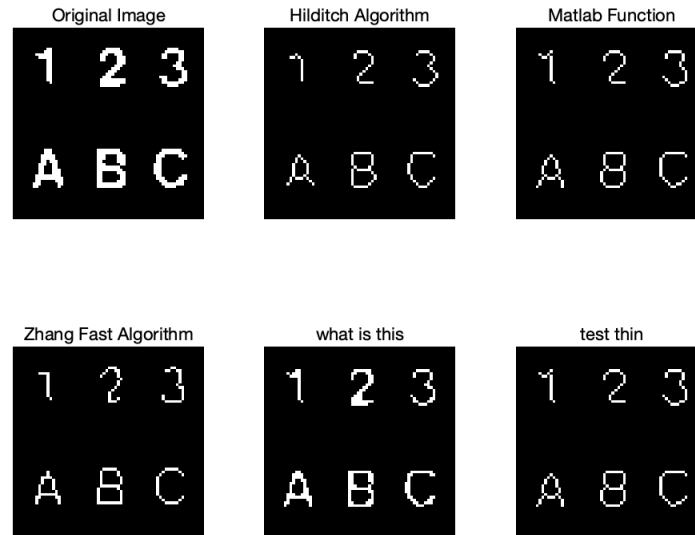 Original Image
1 2 3
A B C
Hilditch Algorithm
1 2 3
A B C
Matlab Function
1 2 3
A 8 C
Zhang Fast Algorithm
1 2 3
A B C
what is this
1 2 3
A B C
test thin
1 2 3
A 8 C